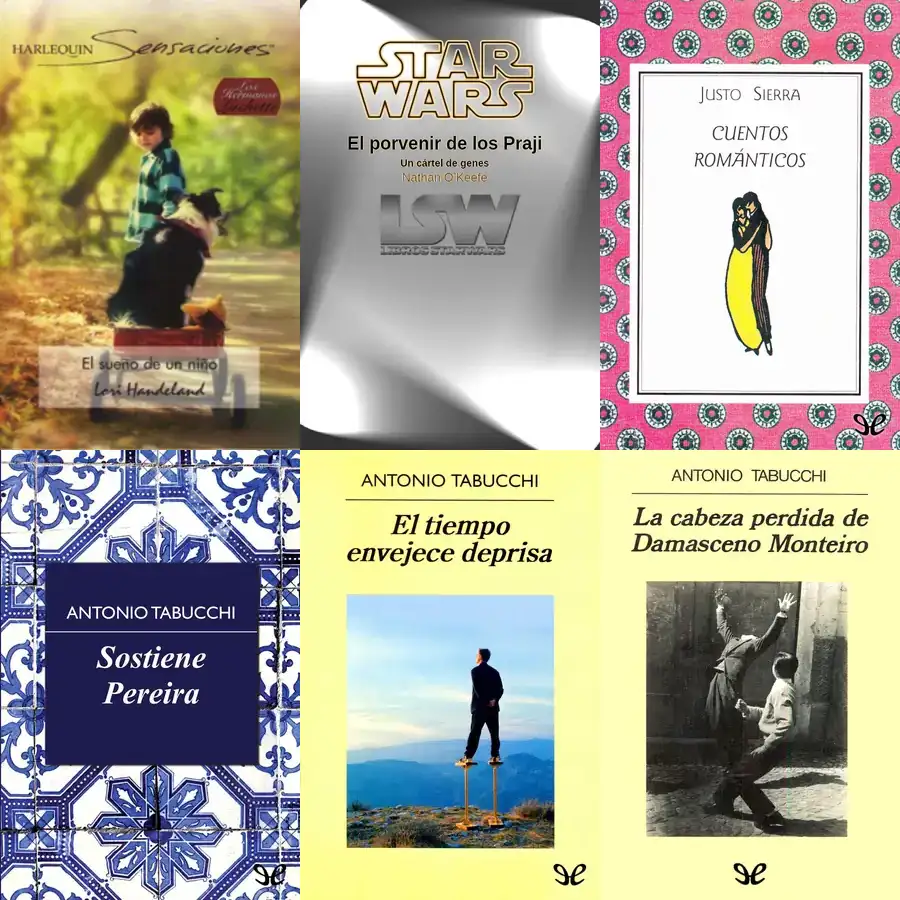 HARLEQUIN Sensaciones
Los
Hermanos
El sueño de un niño
Lori Handeland
STAR
WARS
El porvenir de los Praji
Un cártel de genes
Nathan O'Keefe
LSW
LIBROS STAR WARS
JUSTO SIERRA
CUENTOS
ROMÁNTICOS
ANTONIO TABUCCHI
Sostiene
Pereira
ANTONIO TABUCCHI
El tiempo
envejece deprisa
ANTONIO TABUCCHI
La cabeza perdida de
Damasceno Monteiro